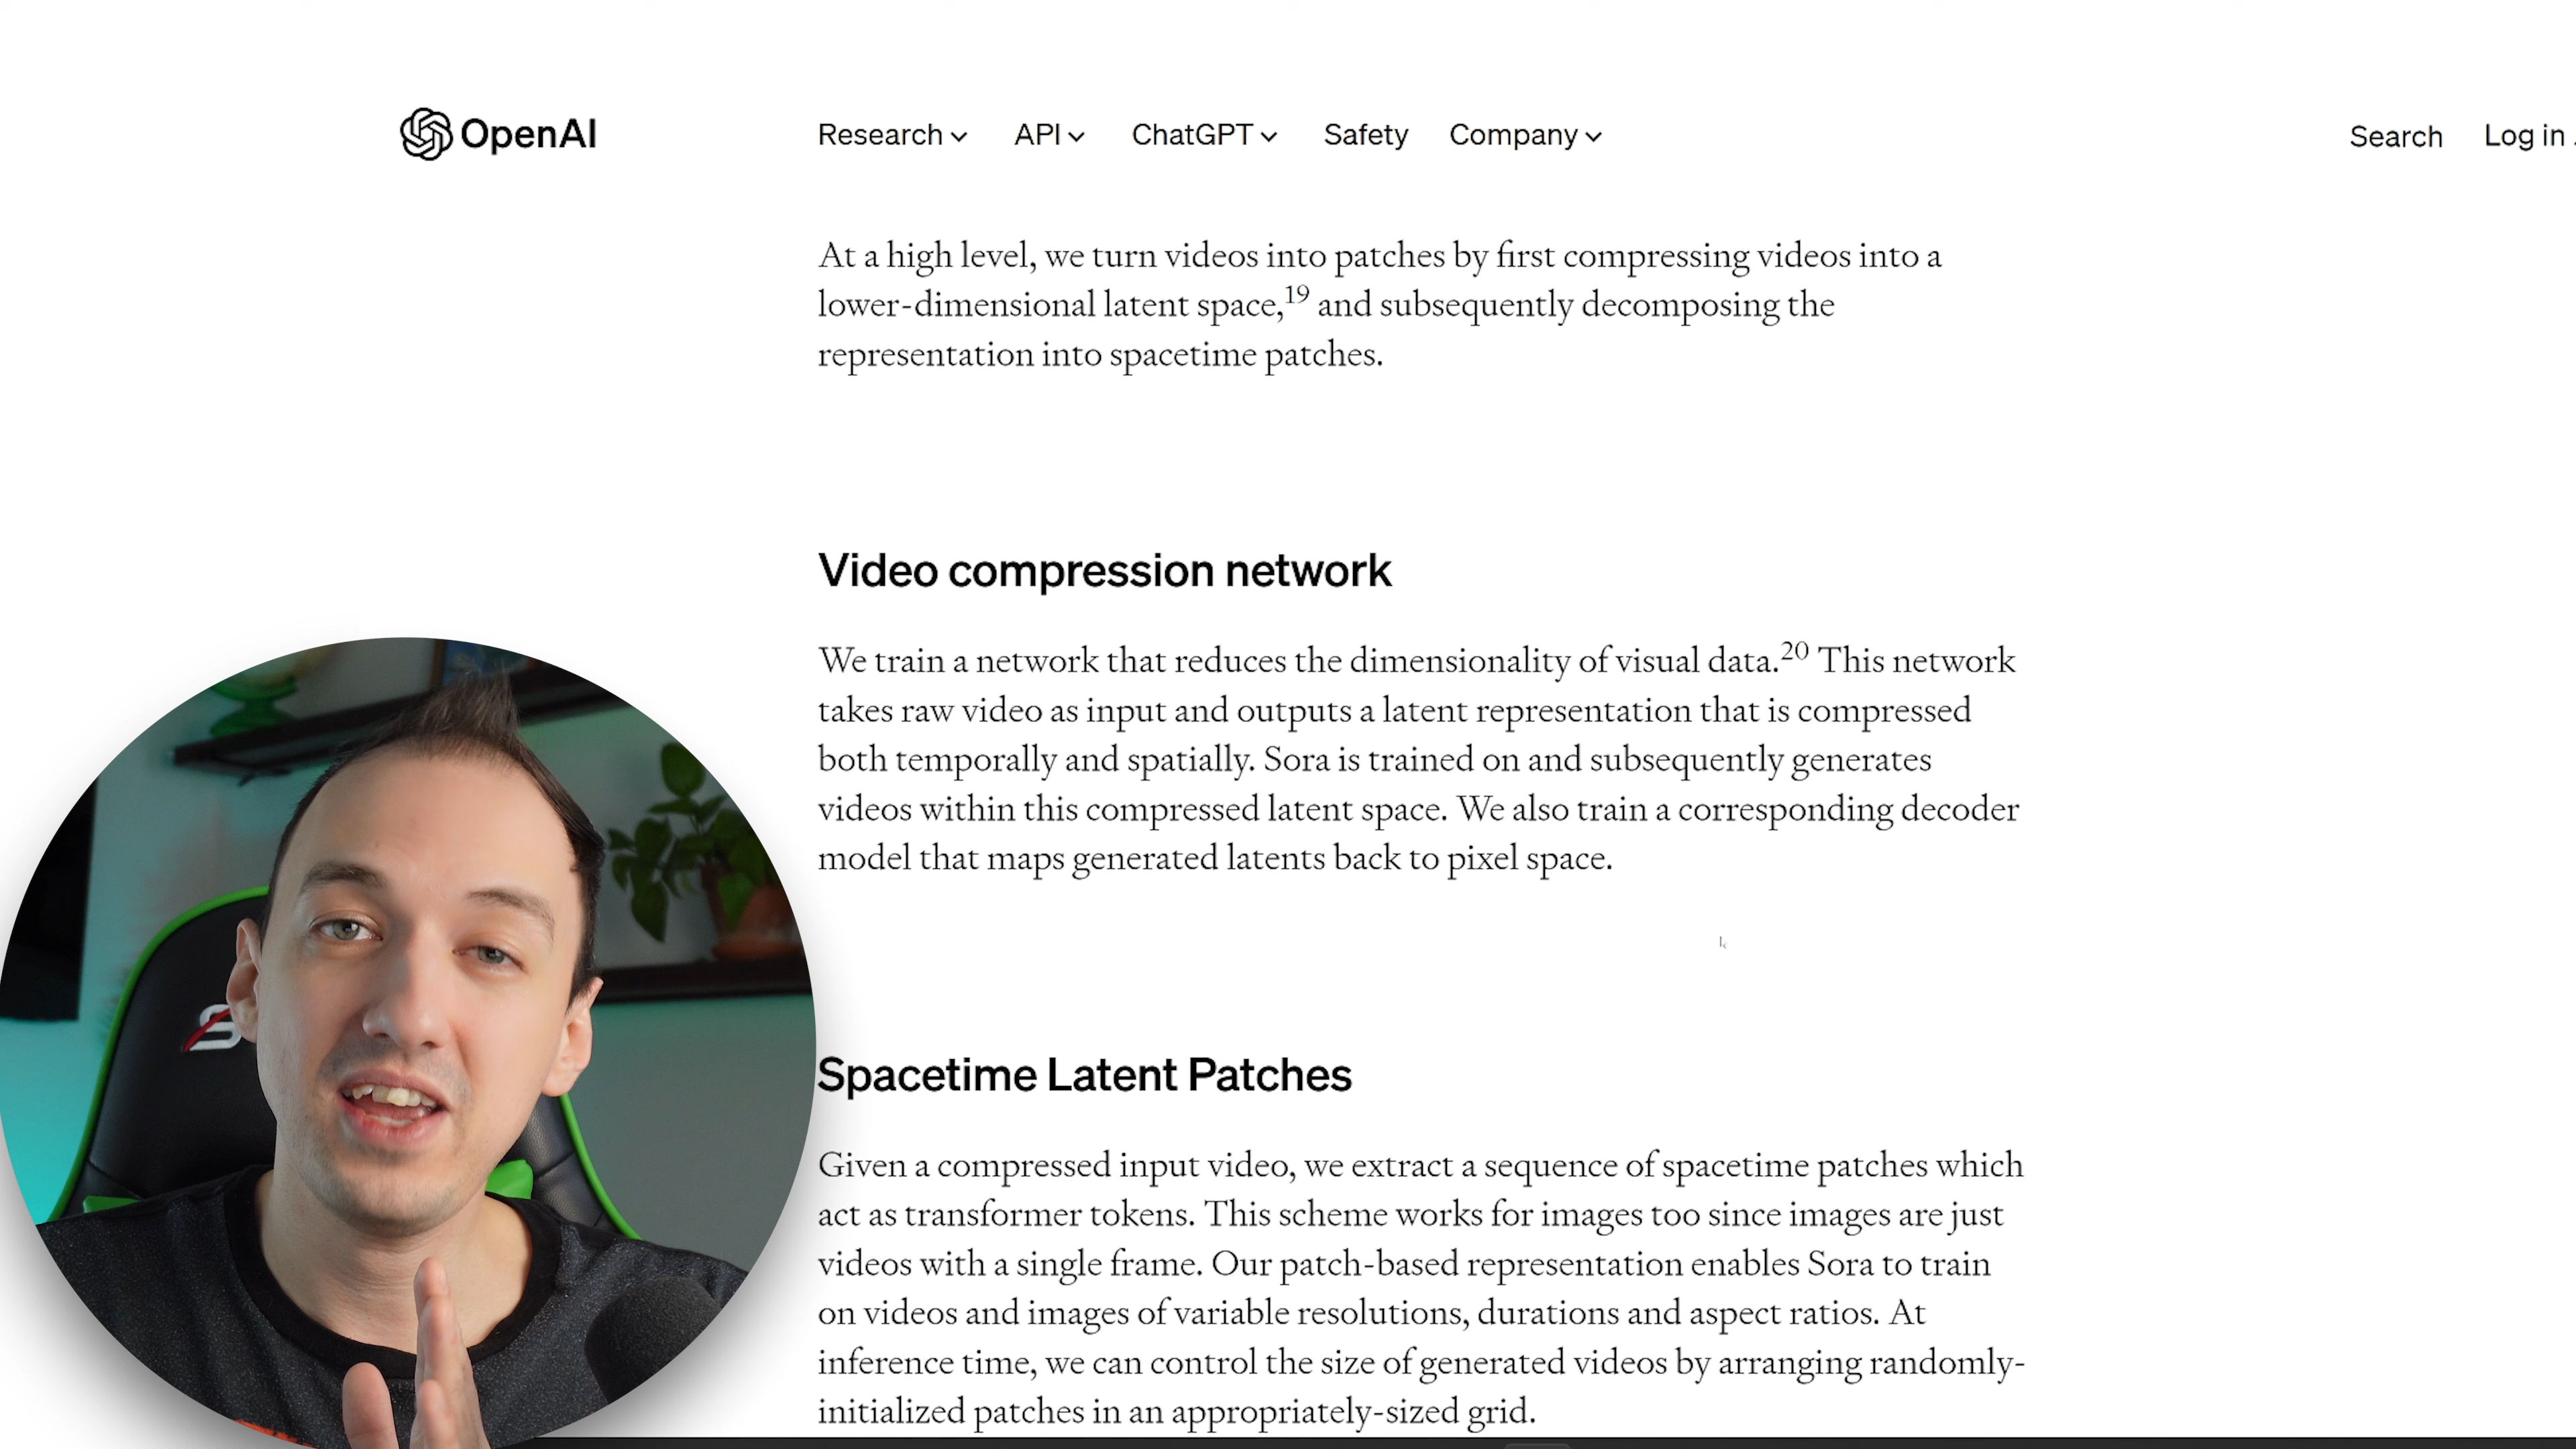 OpenAI
Research API ChatGPT Safety Company
Search Log in
At a high level, we turn videos into patches by first compressing videos into a
lower-dimensional latent space,19 and subsequently decomposing the
representation into spacetime patches.
Video compression network
We train a network that reduces the dimensionality of visual data.20 This network
takes raw video as input and outputs a latent representation that is compressed
both temporally and spatially. Sora is trained on and subsequently generates
videos within this compressed latent space. We also train a corresponding decoder
model that maps generated latents back to pixel space.
Spacetime Latent Patches
Given a compressed input video, we extract a sequence of spacetime patches which
act as transformer tokens. This scheme works for images too since images are just
videos with a single frame. Our patch-based representation enables Sora to train
on videos and images of variable resolutions, durations and aspect ratios. At
inference time, we can control the size of generated videos by arranging randomly-
initialized patches in an appropriately-sized grid.